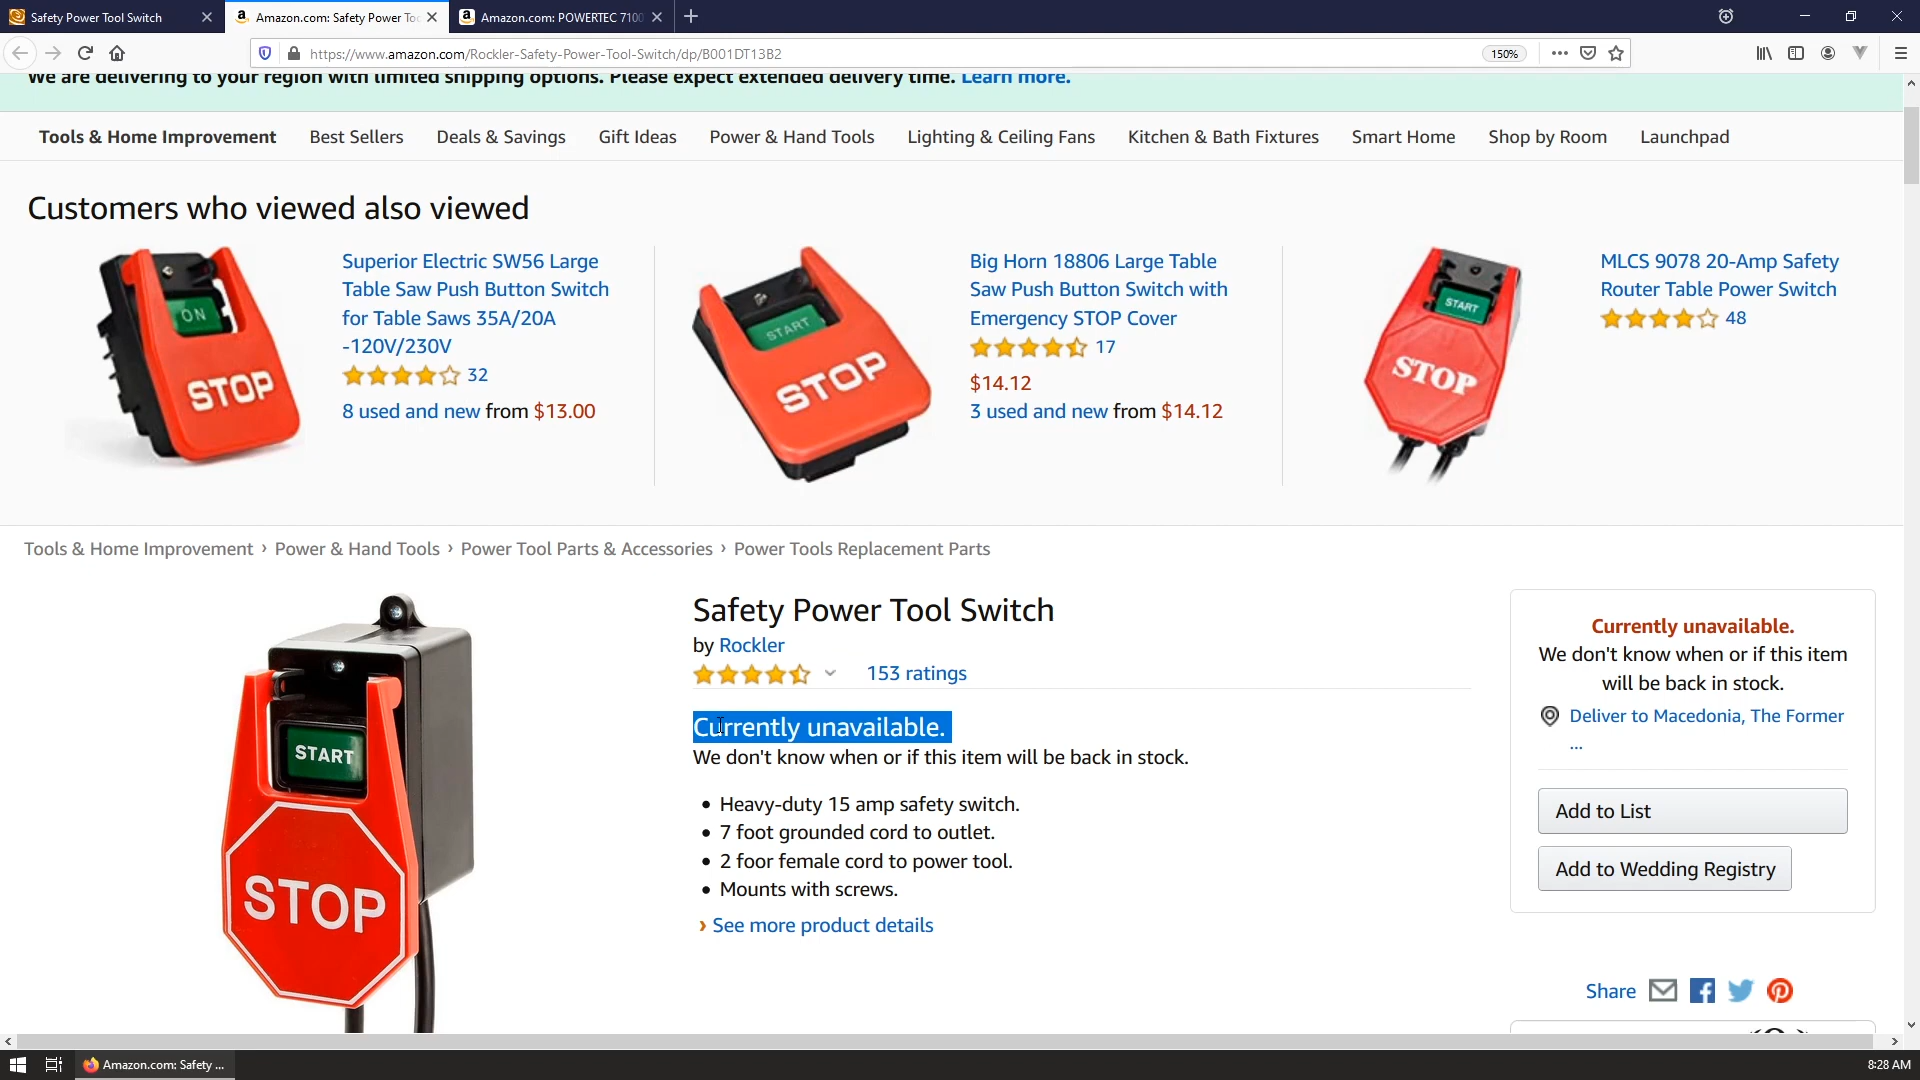 Safety Power Tool Switch
Amazon.com: Safety Power To
Amazon.com: POWERTEC 7100
https://www.amazon.com/Rockler-Safety-Power-Tool-Switch/dp/B001DT13B2
150%
We are delivering to your region with limited shipping options. Please expect extended delivery time. Learn more.
Tools & Home Improvement Best Sellers Deals & Savings Gift Ideas Power & Hand Tools Lighting & Ceiling Fans Kitchen & Bath Fixtures Smart Home Shop by Room Launchpad
Customers who viewed also viewed
ON
STOP
Superior Electric SW56 Large
Table Saw Push Button Switch
for Table Saws 35A/20A
-120V/230V
32
8 used and new from $13.00
START
STOP
Big Horn 18806 Large Table
Saw Push Button Switch with
Emergency STOP Cover
17
$14.12
3 used and new from $14.12
START
STOP
MLCS 9078 20-Amp Safety
Router Table Power Switch
48
Tools & Home Improvement › Power & Hand Tools › Power Tool Parts & Accessories › Power Tools Replacement Parts
START
STOP
Safety Power Tool Switch
by Rockler
153 ratings
Currently unavailable.
We don't know when or if this item will be back in stock.
• Heavy-duty 15 amp safety switch.
• 7 foot grounded cord to outlet.
• 2 foor female cord to power tool.
• Mounts with screws.
› See more product details
Currently unavailable.
We don't know when or if this item
will be back in stock.
Deliver to Macedonia, The Former
...
Add to List
Add to Wedding Registry
Share
Amazon.com: Safety ...
8:28 AM